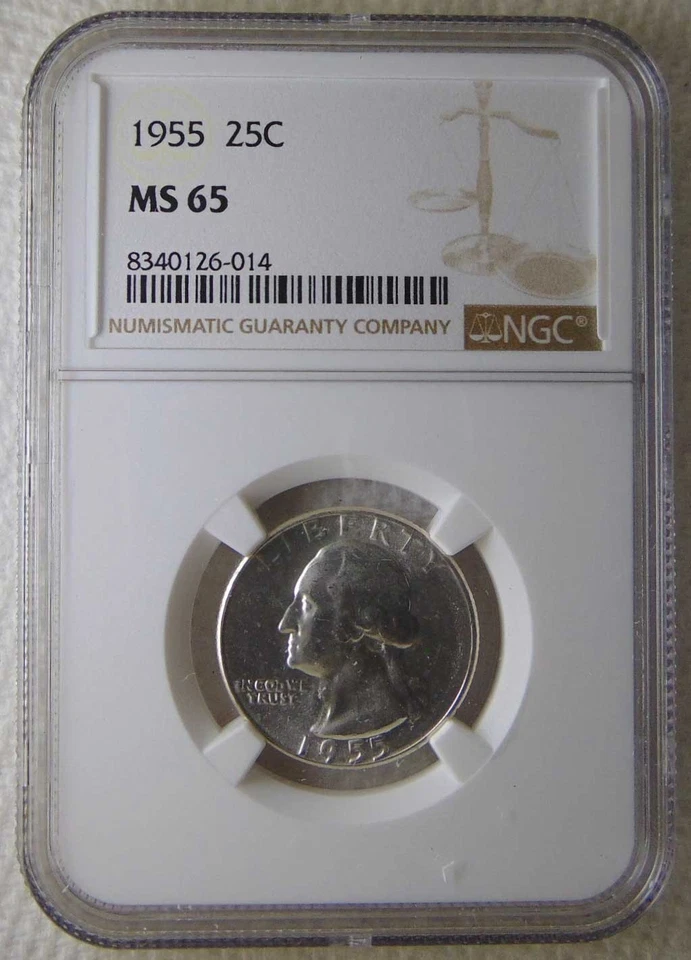 1955 25C
MS 65
8340126-014
NUMISMATIC GUARANTY COMPANY
NGC®
LIBERTY
IN GOD WE
TRUST
1955